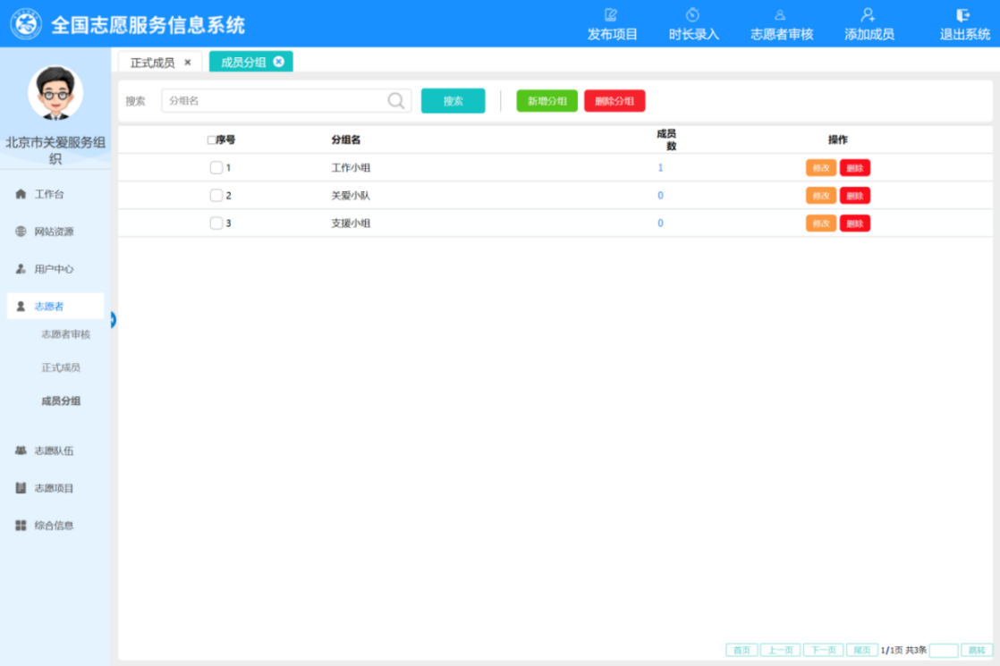 全国志愿服务信息系统
发布项目
时长录入
志愿者审核
添加成员
退出系统
北京市关爱服务组
织
工作台
网站资源
用户中心
志愿者
志愿者审核
正式成员
成员分组
志愿队伍
志愿项目
综合信息
正式成员 ×
成员分组
搜索 分组名 搜索 新增分组 删除分组
序号 分组名 成员
数 操作
1 工作小组 1 修改 删除
2 关爱小队 0 修改 删除
3 支援小组 0 修改 删除
首页 上一页 下一页 尾页 1/1页 共3条 跳转